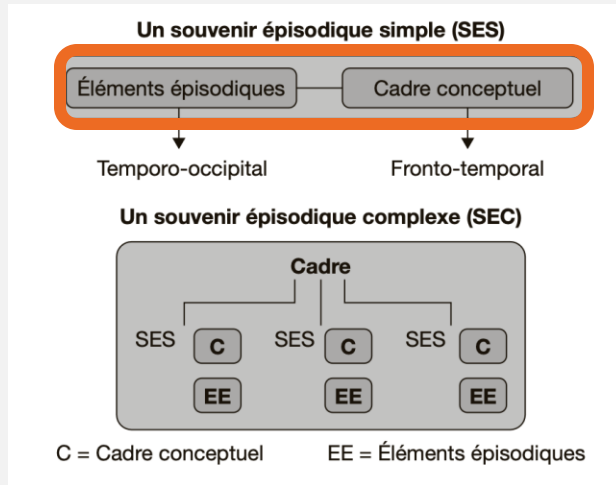 Un souvenir épisodique simple (SES)
Éléments épisodiques Cadre conceptuel
Temporo-occipital Fronto-temporal
Un souvenir épisodique complexe (SEC)
Cadre
SES C SES C SES C
EE EE EE
C = Cadre conceptuel EE = Éléments épisodiques